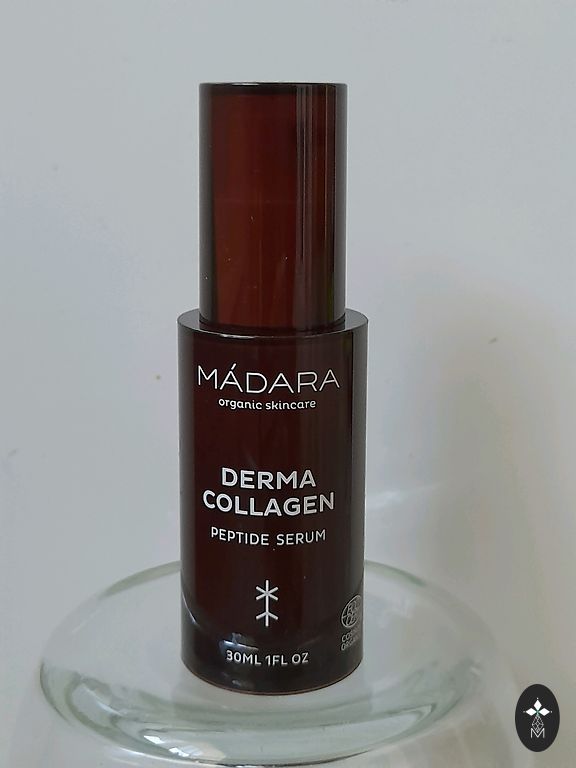 MÁDARA
organic skincare
DERMA
COLLAGEN
PEPTIDE SERUM
30ML 1FL OZ
M